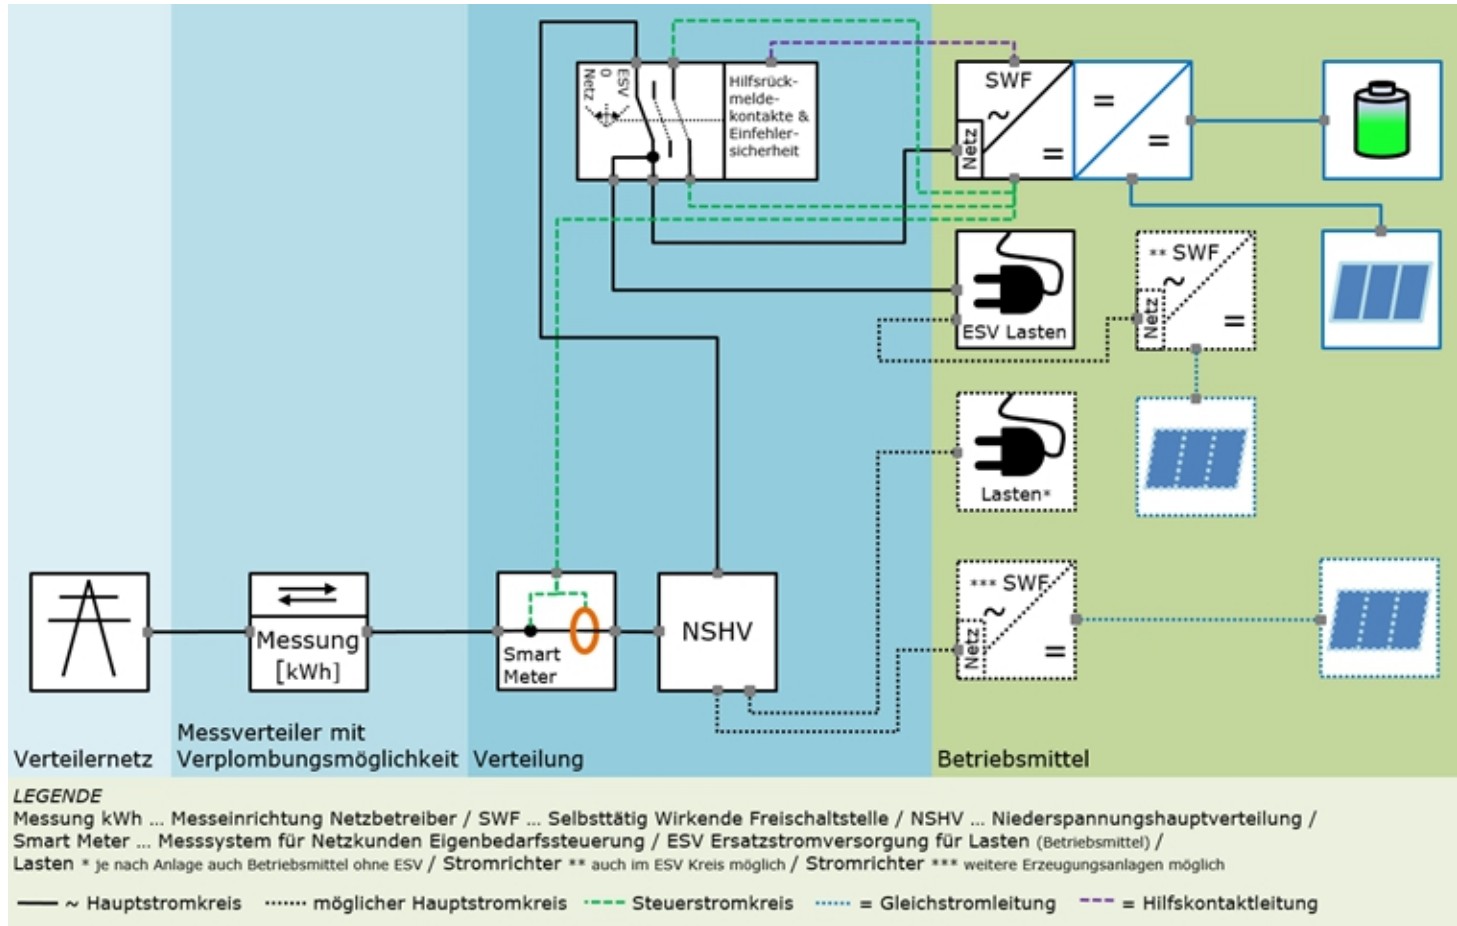 ESV
0
Netz
Hilfsrück-
melde-
kontakte &
Einfehler-
sicherheit
SWF
~
=
Netz
=
=
ESV Lasten
** SWF
~
=
Netz
Lasten*
*** SWF
~
=
Netz
Messung
[kWh]
Smart
Meter
NSHV
Verteilernetz
Messverteiler mit
Verplombungsmöglichkeit
Verteilung
Betriebsmittel
LEGENDE
Messung kWh ... Messeinrichtung Netzbetreiber / SWF ... Selbsttätig Wirkende Freischaltstelle / NSHV ... Niederspannungshauptverteilung /
Smart Meter ... Messsystem für Netzkunden Eigenbedarfssteuerung / ESV Ersatzstromversorgung für Lasten (Betriebsmittel) /
Lasten * je nach Anlage auch Betriebsmittel ohne ESV / Stromrichter ** auch im ESV Kreis möglich / Stromrichter *** weitere Erzeugungsanlagen möglich
~ Hauptstromkreis
möglicher Hauptstromkreis
Steuerstromkreis
= Gleichstromleitung
= Hilfskontaktleitung